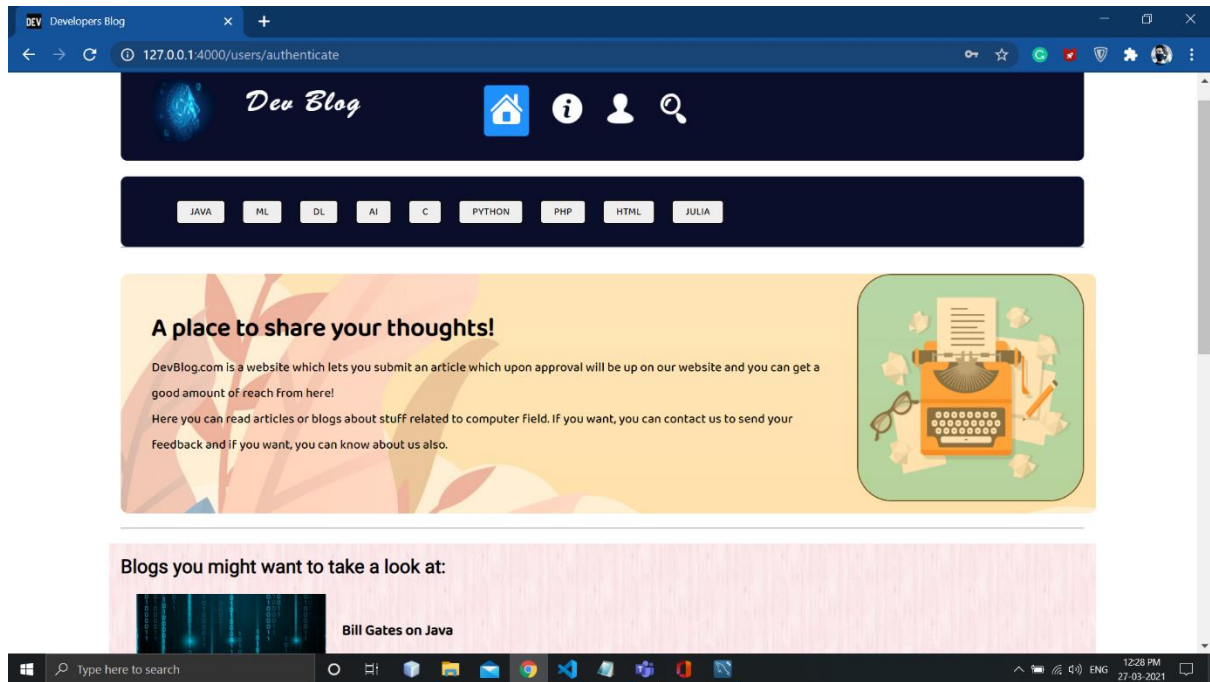 DEV Developers Blog
127.0.0.1:4000/users/authenticate
Dev Blog
JAVA ML DL AI C PYTHON PHP HTML JULIA
A place to share your thoughts!
DevBlog.com is a website which lets you submit an article which upon approval will be up on our website and you can get a
good amount of reach from here!
Here you can read articles or blogs about stuff related to computer field. If you want, you can contact us to send your
feedback and if you want, you can know about us also.
Blogs you might want to take a look at:
Bill Gates on Java
Type here to search
ENG
12:28 PM
27-03-2021